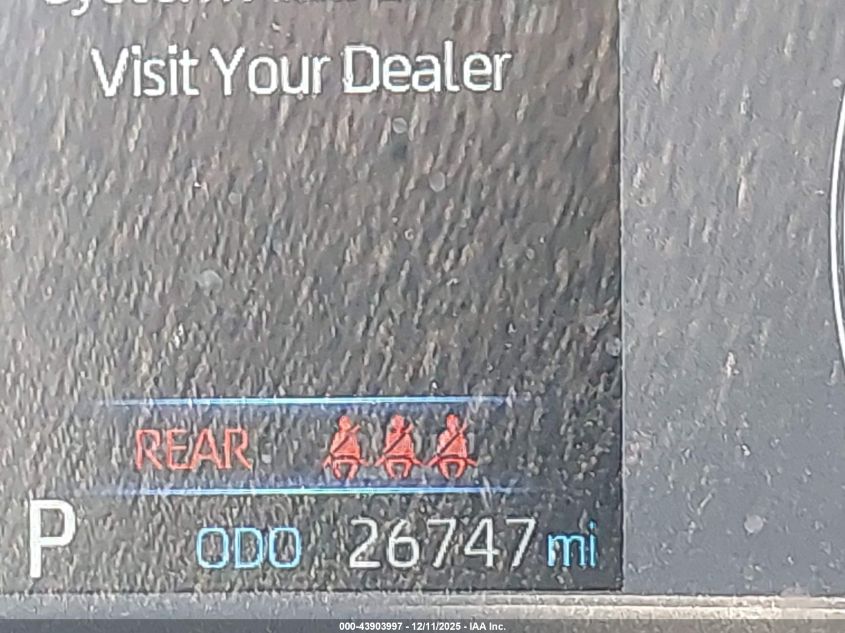 Visit Your Dealer
REAR
P ODO 26747 mi
000-43903997 - 12/11/2025 - IAA Inc.